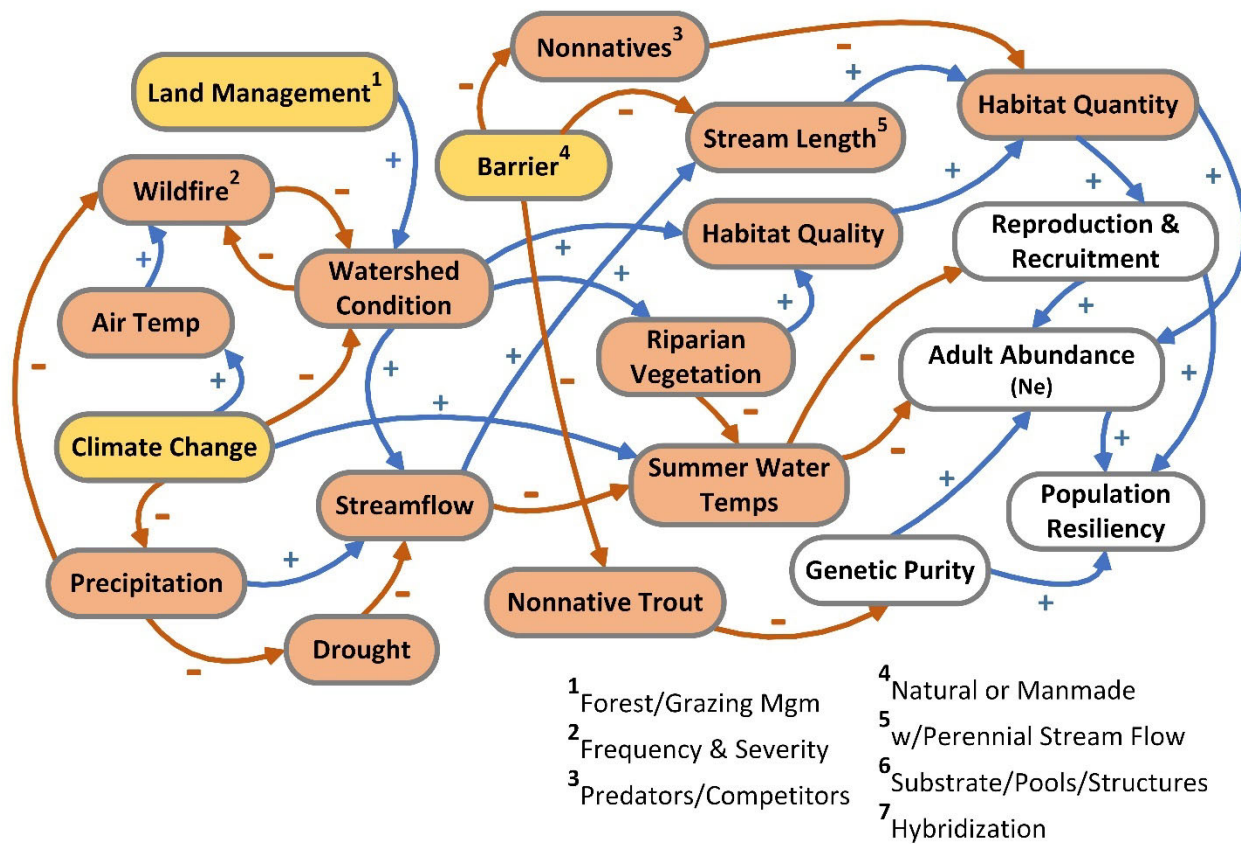 Nonnatives³
Land Management¹
Habitat Quantity
Stream Length⁵
Barrier⁴
Wildfire²
Habitat Quality
Reproduction &
Recruitment
Watershed
Condition
Air Temp
Riparian
Vegetation
Adult Abundance
(Ne)
Climate Change
Summer Water
Temps
Streamflow
Population
Resiliency
Precipitation
Genetic Purity
Nonnative Trout
Drought
¹Forest/Grazing Mgm
²Frequency & Severity
³Predators/Competitors
⁴Natural or Manmade
⁵w/Perennial Stream Flow
⁶Substrate/Pools/Structures
⁷Hybridization